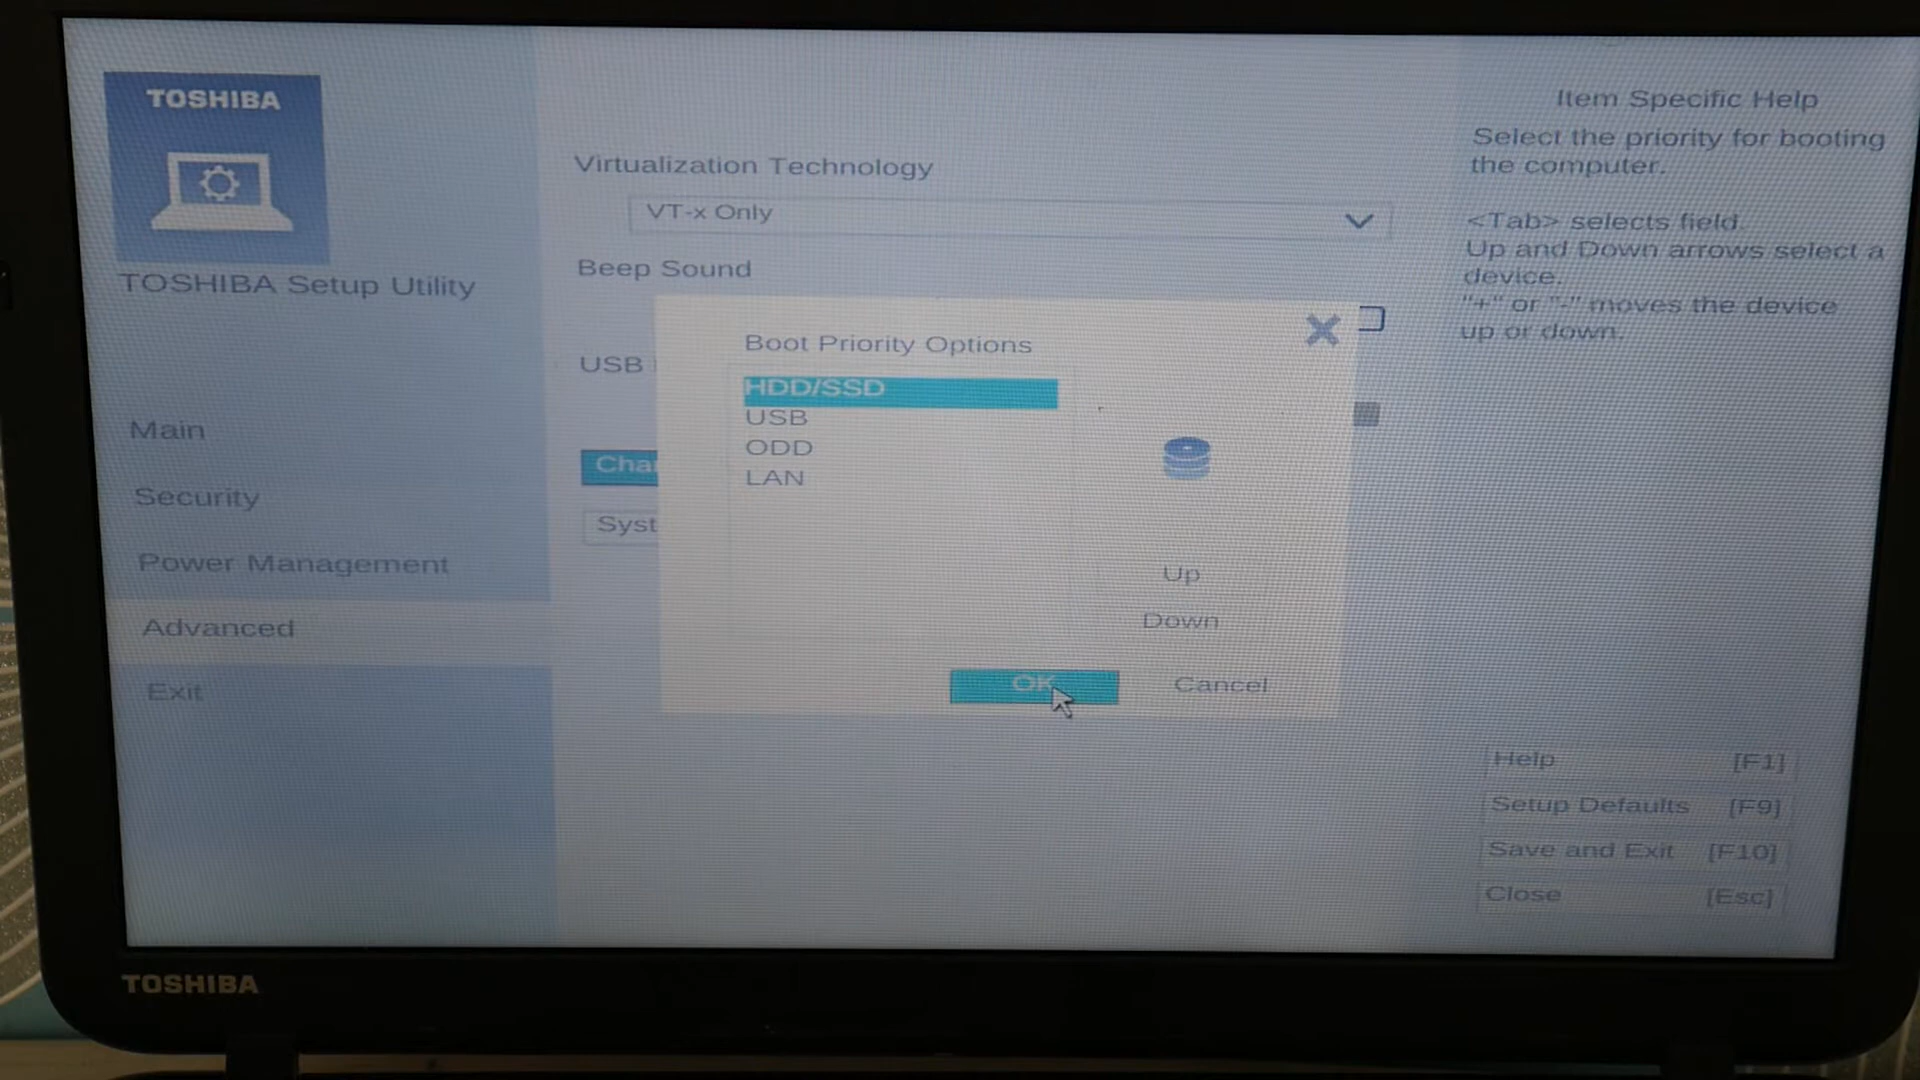 TOSHIBA
TOSHIBA Setup Utility
Main
Security
Power Management
Advanced
Exit
Virtualization Technology
VT-x Only
Beep Sound
USB
Char
Syst
Boot Priority Options
HDD/SSD
USB
ODD
LAN
Up
Down
OK
Cancel
Item Specific Help
Select the priority for booting
the computer.
<Tab> selects field.
Up and Down arrows select a
device.
"+" or "-" moves the device
up or down.
Help [F1]
Setup Defaults [F9]
Save and Exit [F10]
Close [Esc]
TOSHIBA